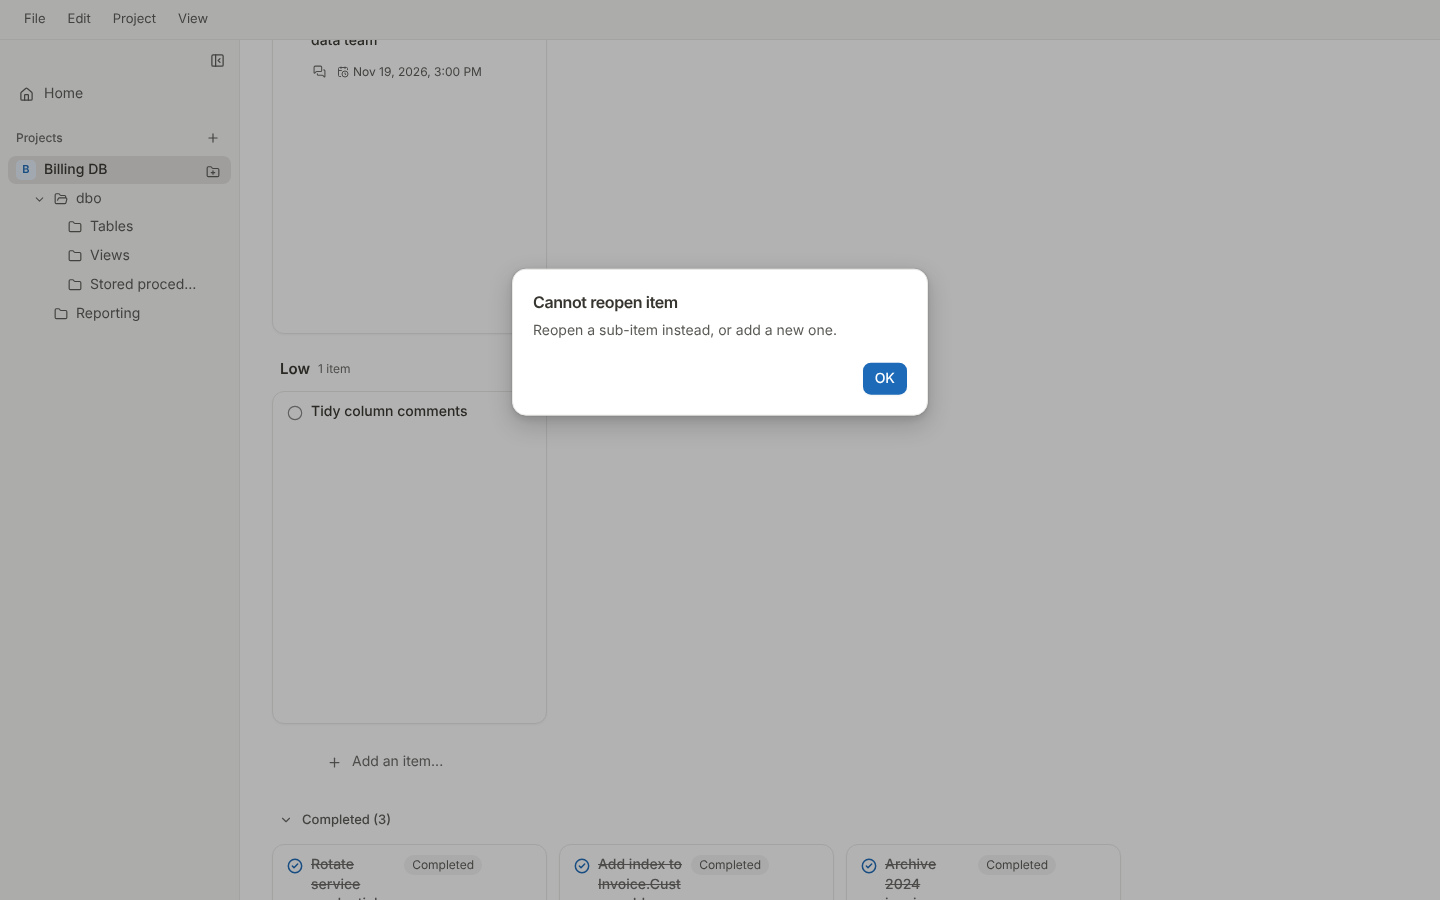 File Edit Project View
Home
Projects
B Billing DB
dbo
Tables
Views
Stored proced...
Reporting
data team
Nov 19, 2026, 3:00 PM
Low 1 item
Tidy column comments
Add an item...
Completed (3)
Rotate
service
Completed
Add index to
Invoice.Cust
Completed
Archive
2024
Completed
Cannot reopen item
Reopen a sub-item instead, or add a new one.
OK